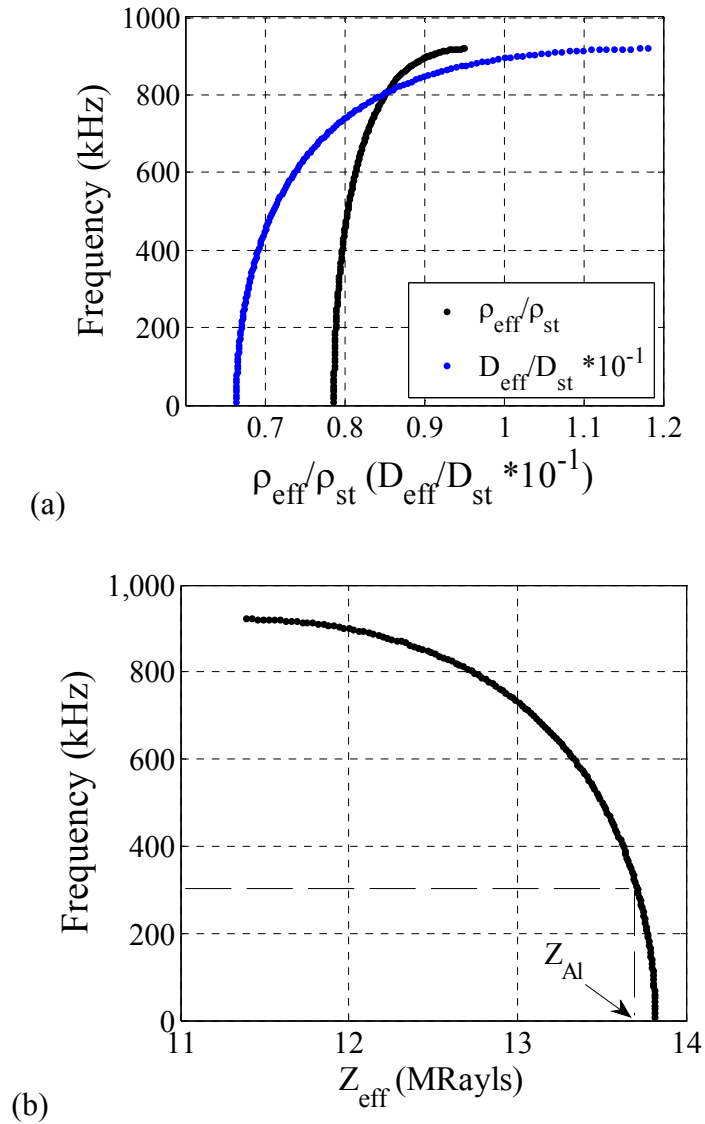 1000
800
600
400
200
0
Frequency (kHz)
ρeff/ρst
Deff/Dst *10-1
0.7 0.8 0.9 1 1.1 1.2
ρeff/ρst (Deff/Dst *10-1)
(a)
1,000
800
600
400
200
0
Frequency (kHz)
ZAl
11 12 13 14
Zeff (MRayls)
(b)